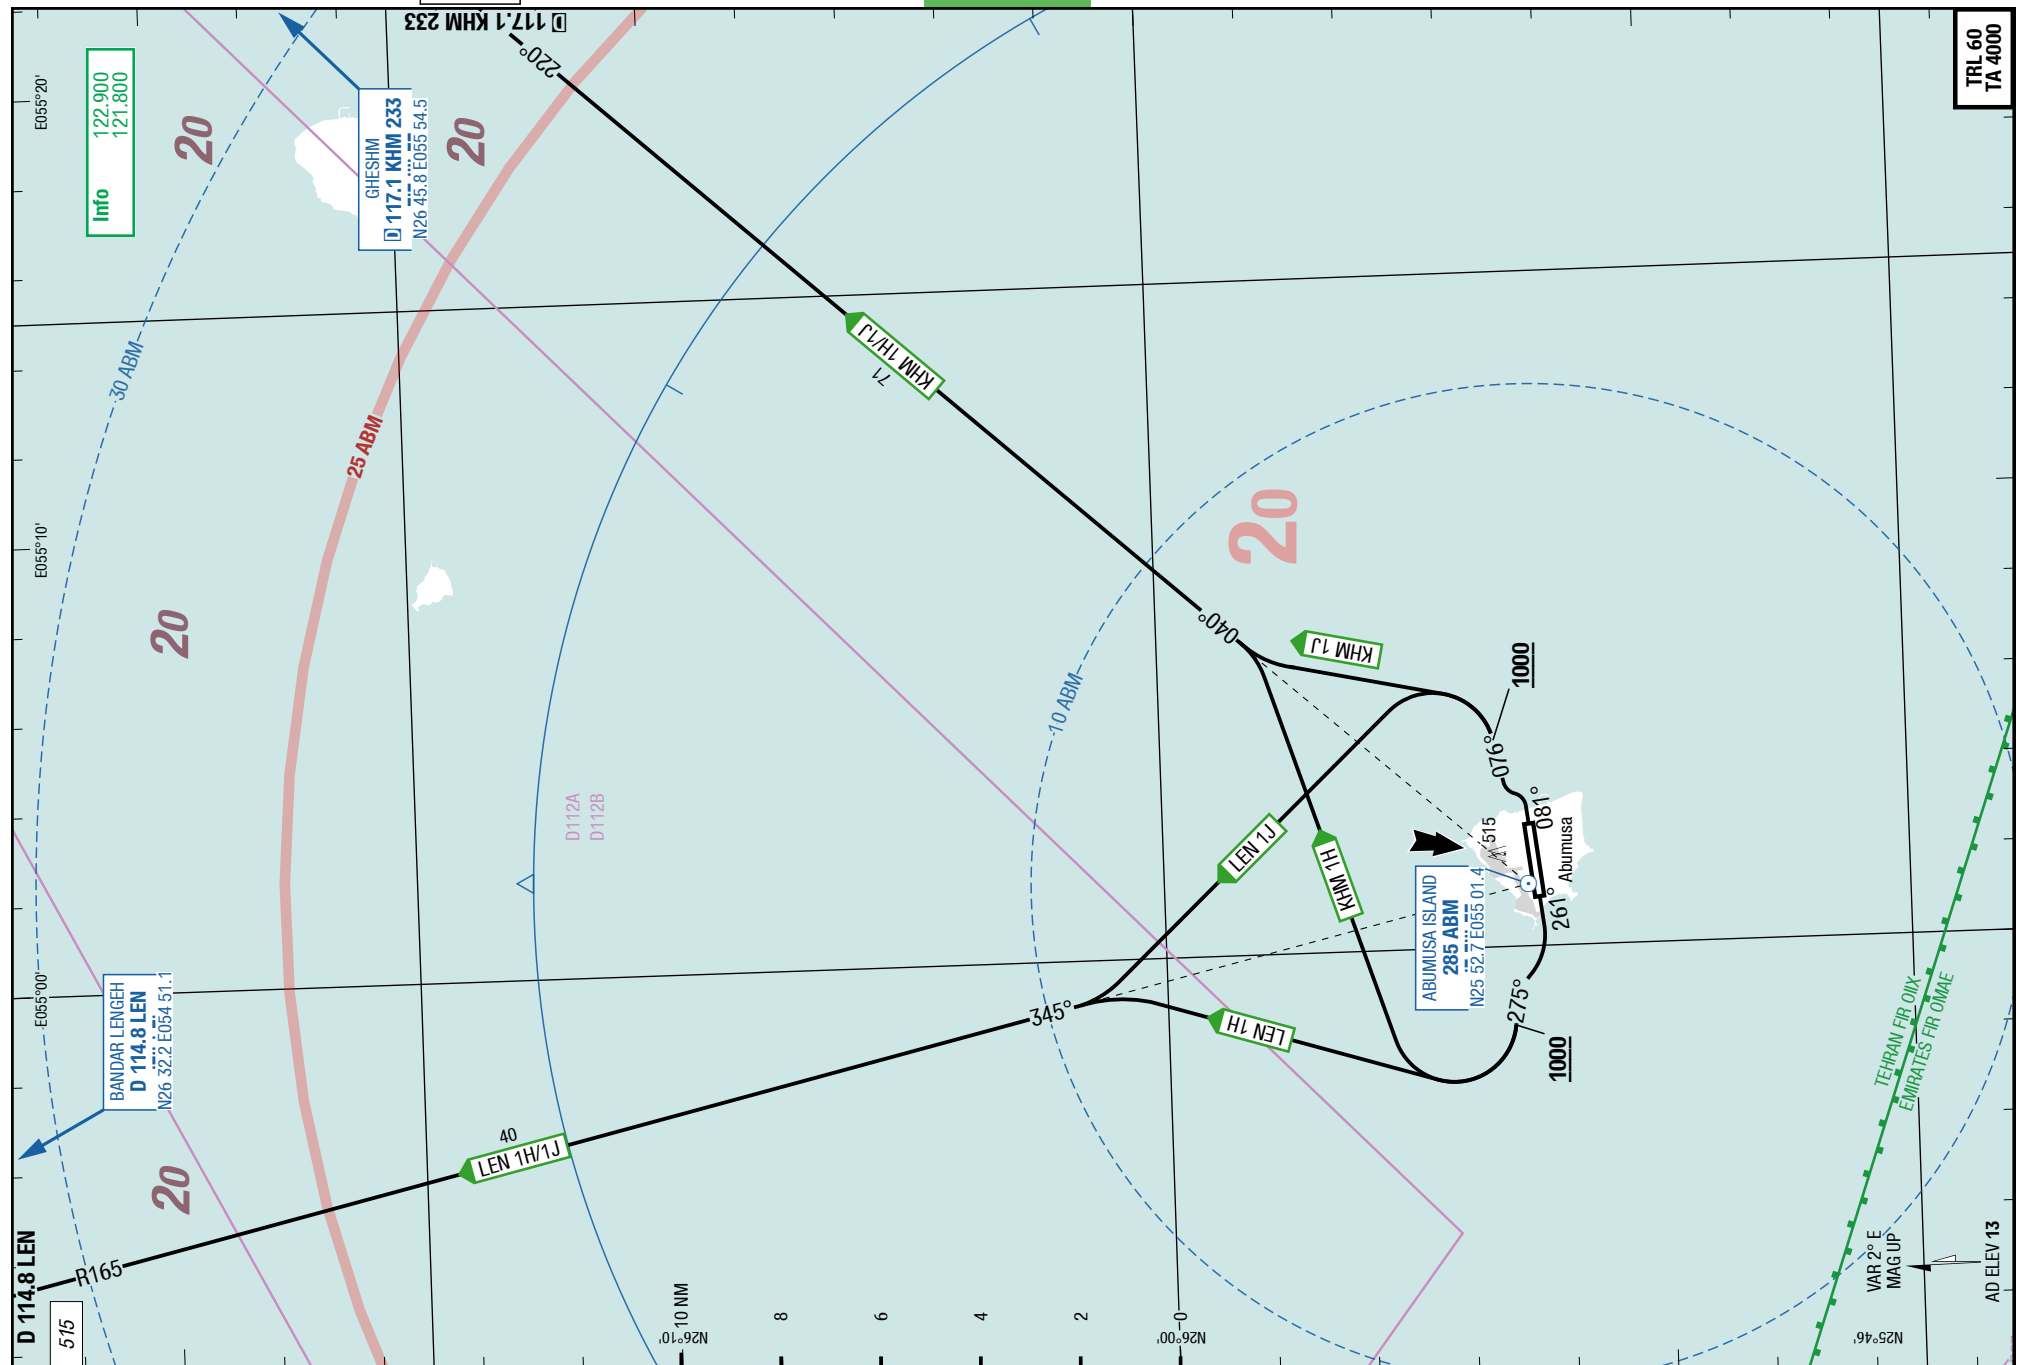 D 117.1 KHM 233
220°
E055°20'
Info 122.900
121.800
20
20
GHESHM
D 117.1 KHM 233
N26 45.8 E055 54.5
TRL 60
TA 4000
30 ABM
KHM 1H/1J
71
25 ABM
E055°10'
20
20
040°
KHM 1J
1000
10 ABM
076°
D112A
D112B
081°
515
Abumusa
LEN 1J
KHM 1H
261°
ABUMUSA ISLAND
285 ABM
N25 52.7 E055 01.4
E055°00'
BANDAR LENGEH
D 114.8 LEN
N26 32.2 E054 51.1
345°
LEN 1H
275°
1000
TEHRAN FIR OIIX
EMIRATES FIR OMAE
40
LEN 1H/1J
20
D 114.8 LEN
R165
515
10 NM
8
6
4
2
0
N26°10'
N26°00'
N25°46'
VAR 2° E
MAG UP
AD ELEV 13